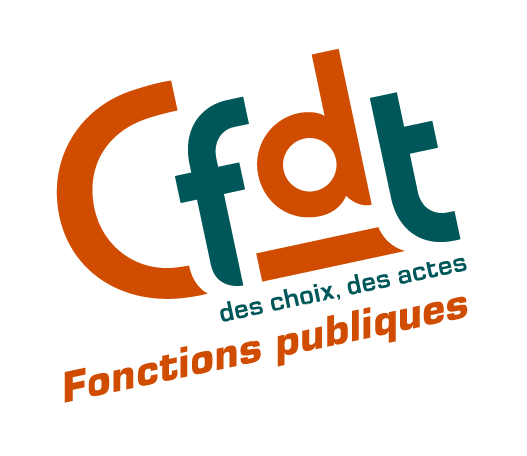 Cfdt
des choix, des actes
Fonctions publiques